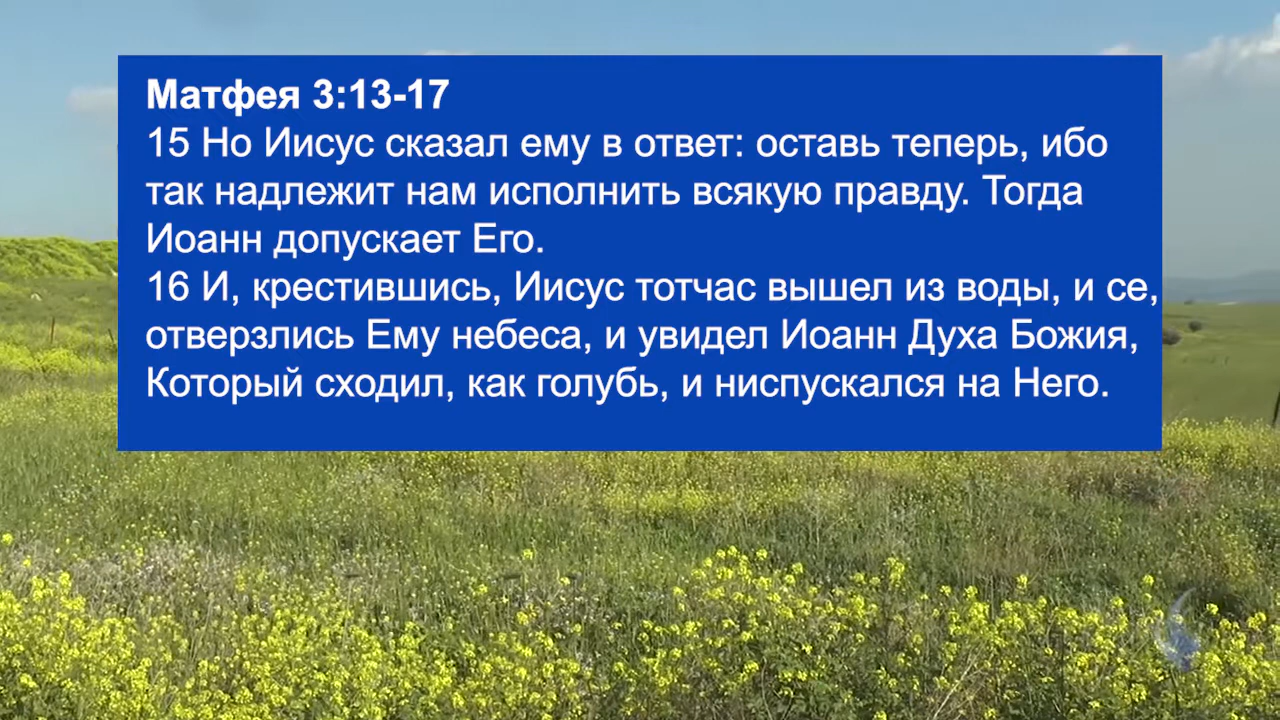 Матфея 3:13-17
15 Но Иисус сказал ему в ответ: оставь теперь, ибо
так надлежит нам исполнить всякую правду. Тогда
Иоанн допускает Его.
16 И, крестившись, Иисус тотчас вышел из воды, и се,
отверзлись Ему небеса, и увидел Иоанн Духа Божия,
Который сходил, как голубь, и ниспускался на Него.